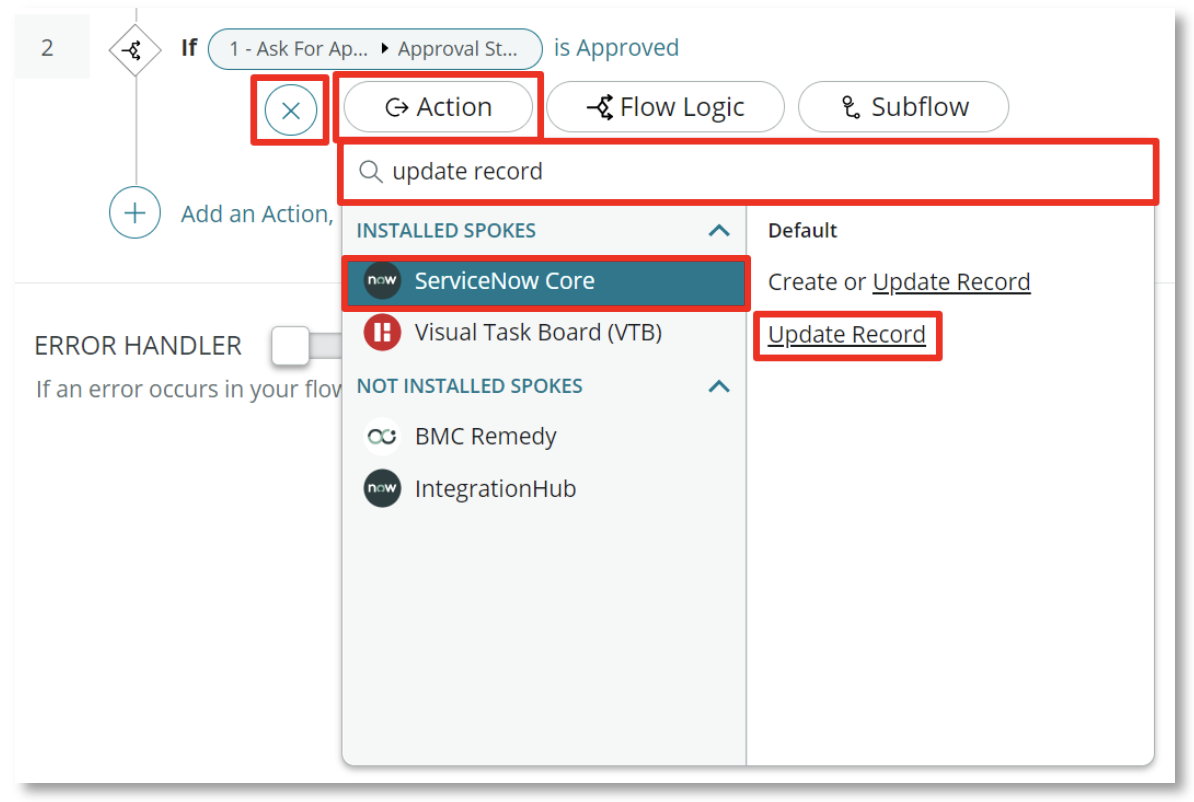 2
If 1 - Ask For Ap... ▸ Approval St... is Approved
Action
Flow Logic
Subflow
update record
Add an Action,
INSTALLED SPOKES
now ServiceNow Core
Visual Task Board (VTB)
NOT INSTALLED SPOKES
BMC Remedy
now IntegrationHub
Default
Create or Update Record
Update Record
ERROR HANDLER
If an error occurs in your flow